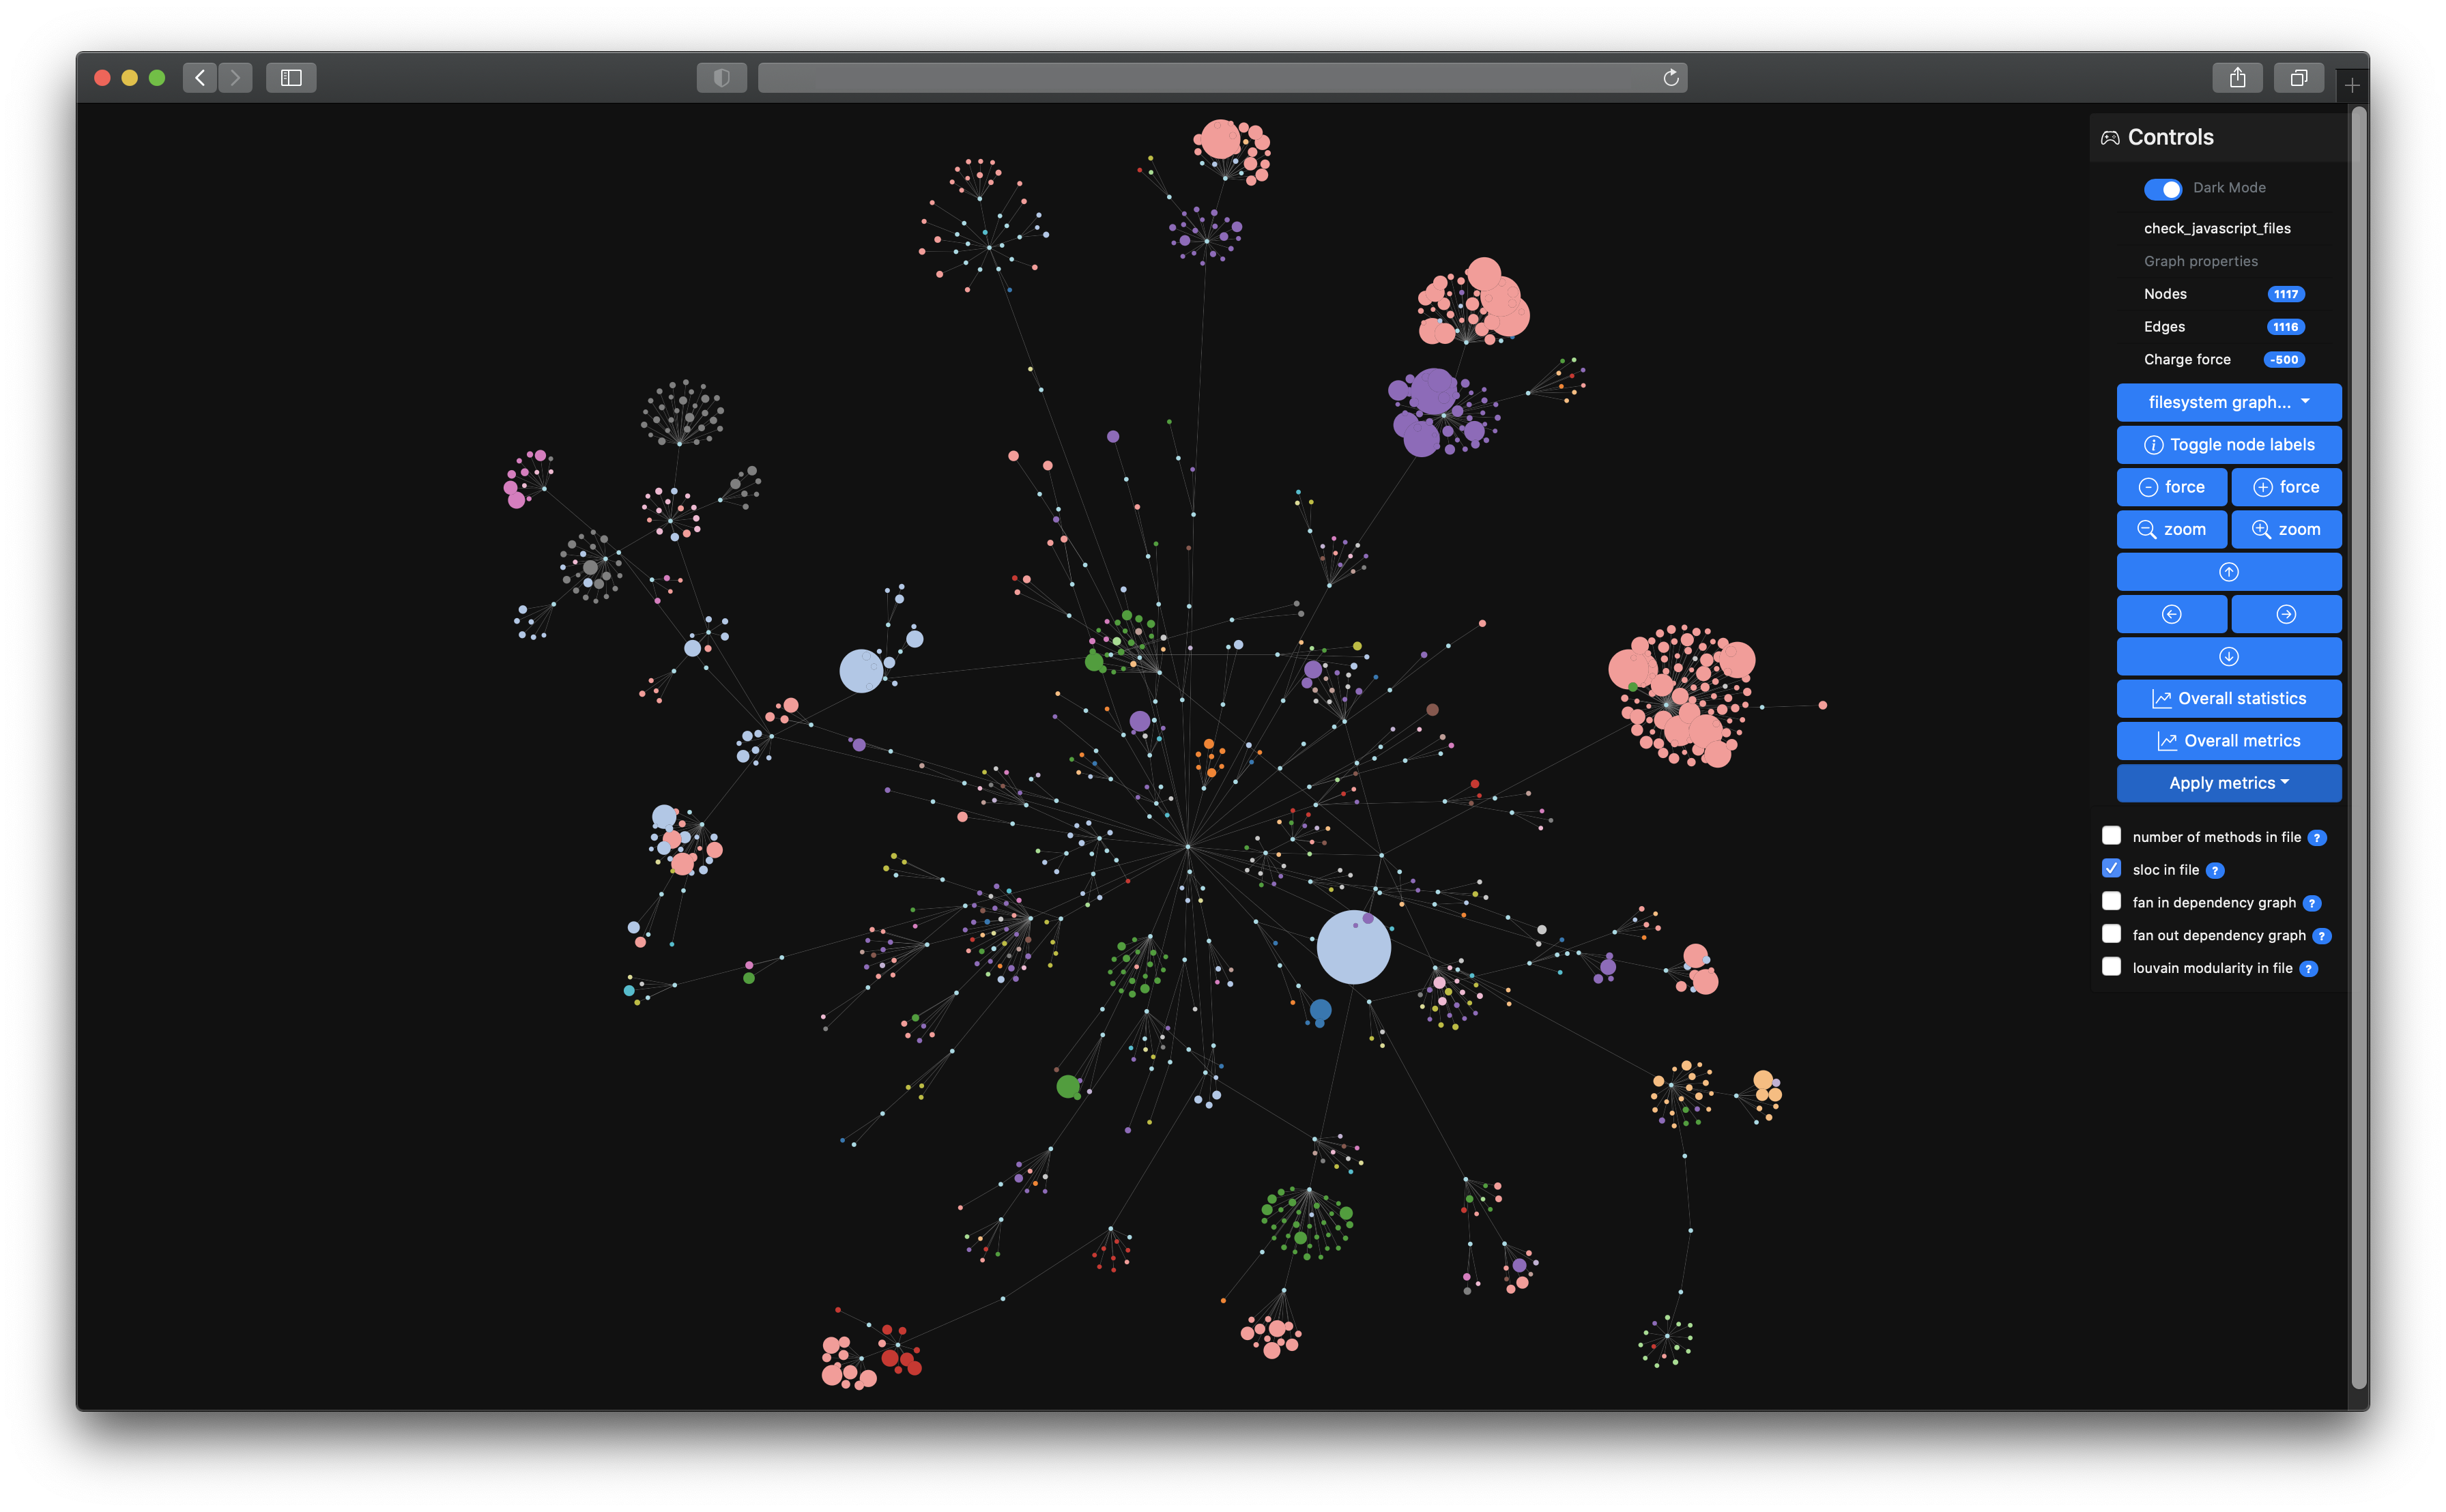 Controls
Dark Mode
check_javascript_files
Graph properties
Nodes 1117
Edges 1116
Charge force -500
filesystem graph...
Toggle node labels
force force
zoom zoom
Overall statistics
Overall metrics
Apply metrics
number of methods in file ?
sloc in file ?
fan in dependency graph ?
fan out dependency graph ?
louvain modularity in file ?